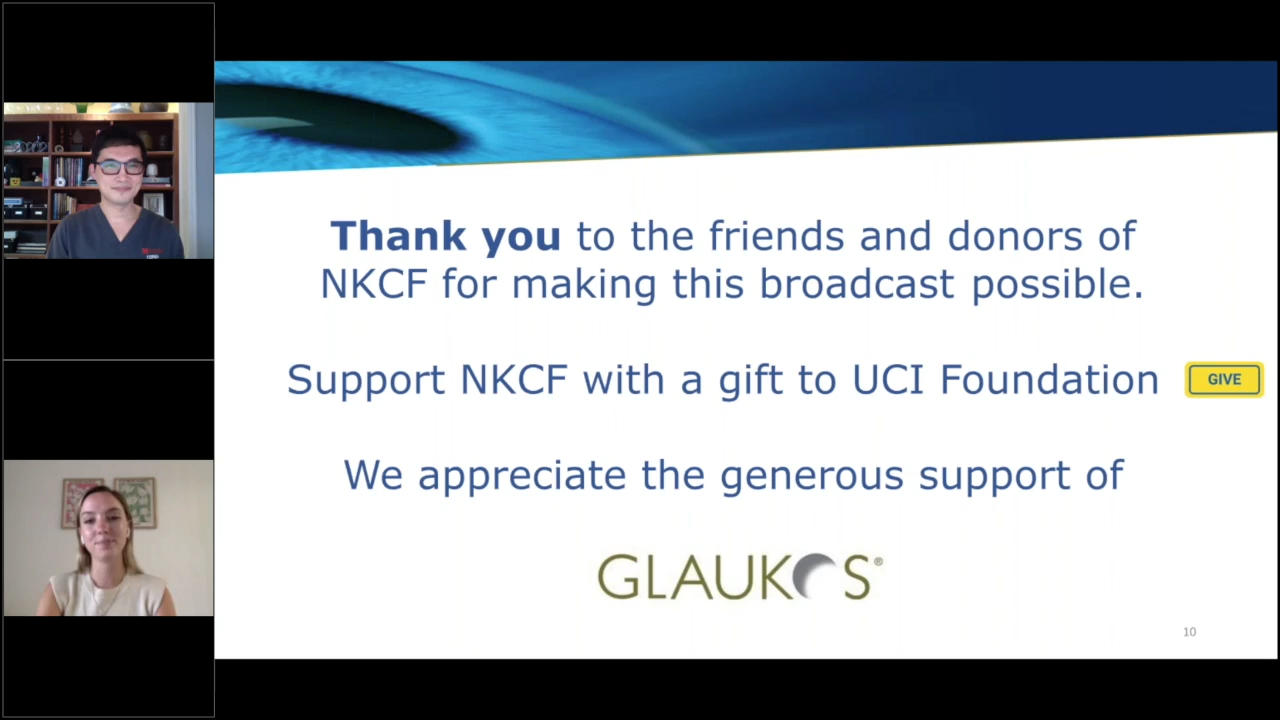 Thank you to the friends and donors of
NKCF for making this broadcast possible.
Support NKCF with a gift to UCI Foundation
GIVE
We appreciate the generous support of
GLAUKOS®
10